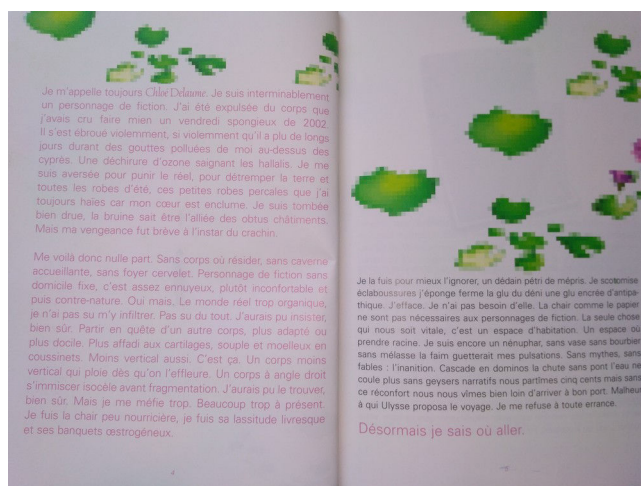 Je m'appelle toujours Chloé Delaume. Je suis interminablement
un personnage de fiction. J'ai été expulsée du corps que
j'avais cru faire mien un vendredi spongieux de 2002.
Il s'est ébroué violemment, si violemment qu'il a plu de longs
jours durant des gouttes polluées de moi au-dessus des
cyprès. Une déchirure d'ozone saignant les hallalis. Je me
suis aversée pour punir le réel, pour détremper la terre et
toutes les robes d'été, ces petites robes percales que j'ai
toujours haïes car mon cœur est enclume. Je suis tombée
bien drue, la bruine sait être l'alliée des obtus châtiments.
Mais ma vengeance fut brève à l'instar du crachin.
Me voilà donc nulle part. Sans corps où résider, sans caverne
accueillante, sans foyer cervelet. Personnage de fiction sans
domicile fixe, c'est assez ennuyeux, plutôt inconfortable et
puis contre-nature. Oui mais. Le monde réel trop organique,
je n'ai pas su m'y infiltrer. Pas su du tout. J'aurais pu insister,
bien sûr. Partir en quête d'un autre corps, plus adapté ou
plus docile. Plus affadi aux cartilages, souple et moelleux en
coussinets. Moins vertical aussi. C'est ça. Un corps moins
vertical qui ploie dès qu'on l'effleure. Un corps à angle droit
s'immiscer isocèle avant fragmentation. J'aurais pu le trouver,
bien sûr. Mais je me méfie trop. Beaucoup trop à présent.
Je fuis la chair peu nourricière, je fuis sa lassitude livresque
et ses banquets œstrogéneux.
Je la fuis pour mieux l'ignorer, un dédain pétri de mépris. Je scotomise
éclaboussures j'éponge ferme la glu du déni une glu encrée d'antipa-
thique. J'efface. Je n'ai pas besoin d'elle. La chair comme le papier
ne sont pas nécessaires aux personnages de fiction. La seule chose
qui nous soit vitale, c'est un espace d'habitation. Un espace où
prendre racine. Je suis encore un nénuphar, sans vase sans bourbier
sans mélasse la faim guetterait mes pulsations. Sans mythes, sans
fables : l'inanition. Cascade en dominos la chute sans pont l'eau ne
coule plus sans geysers narratifs nous partîmes cinq cents mais sans
ce réconfort nous nous vîmes bien loin d'arriver à bon port. Malheur
à qui Ulysse proposa le voyage. Je me refuse à toute errance.
Désormais je sais où aller.